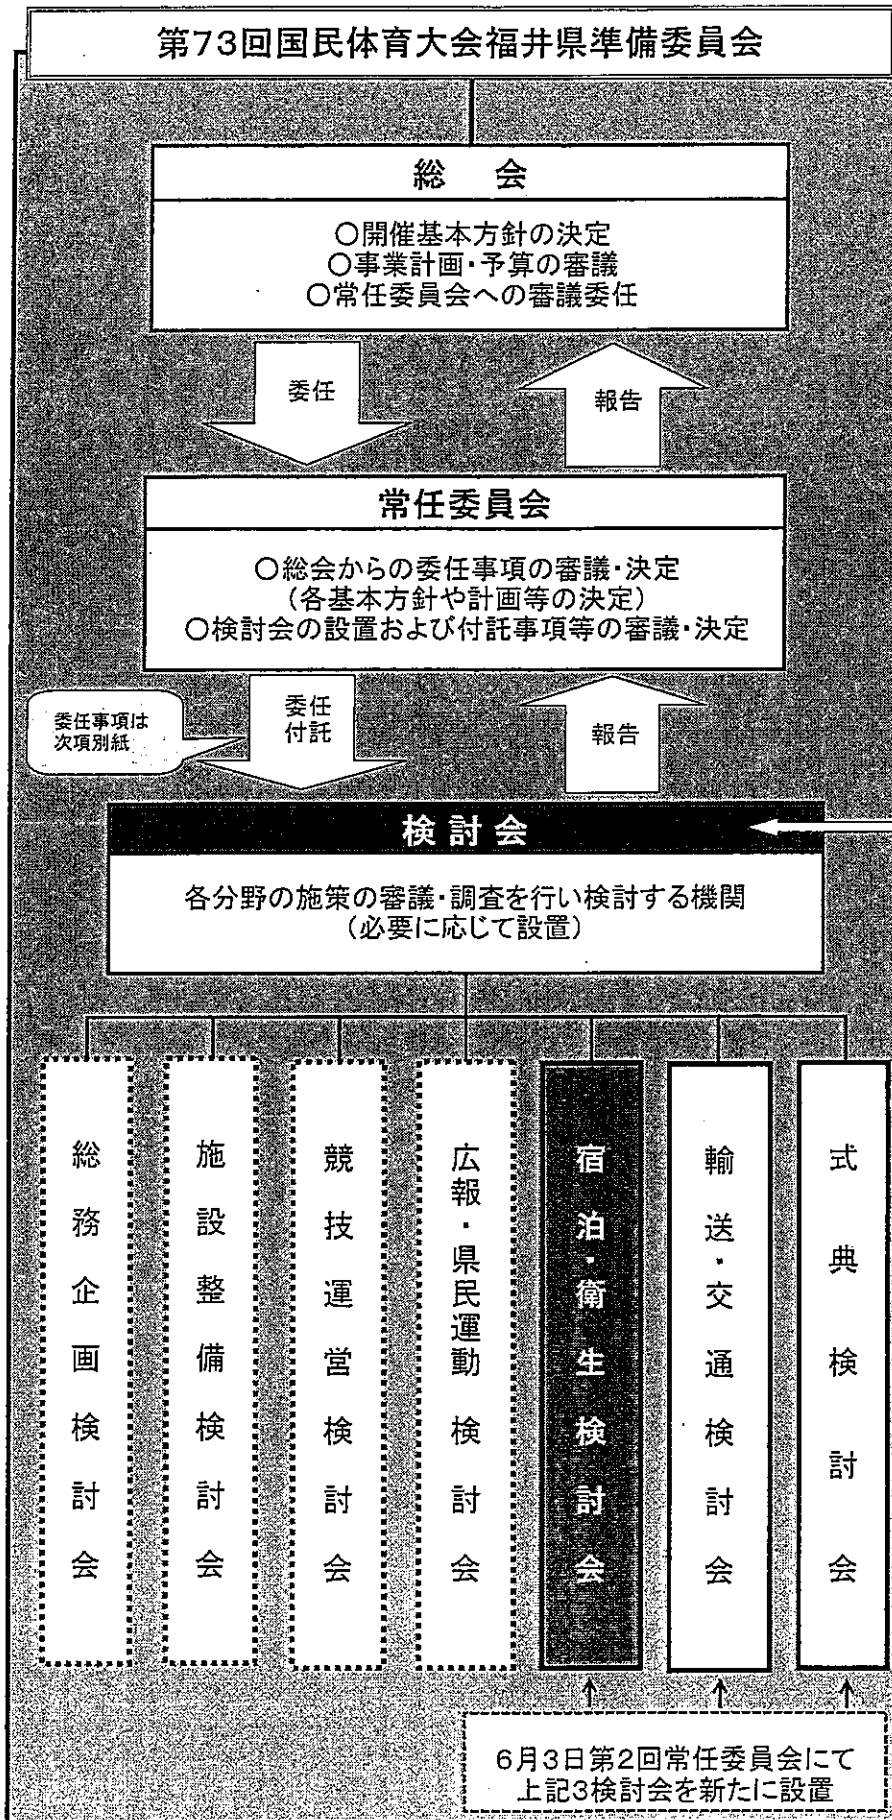 第73回国民体育大会福井県準備委員会
総 会
○開催基本方針の決定
○事業計画・予算の審議
○常任委員会への審議委任
委任
報告
常任委員会
○総会からの委任事項の審議・決定
(各基本方針や計画等の決定)
○検討会の設置および付託事項等の審議・決定
委任事項は
次項別紙
委任
付託
報告
検討会
各分野の施策の審議・調査を行い検討する機関
(必要に応じて設置)
総務企画検討会
施設整備検討会
競技運営検討会
広報・県民運動検討会
宿泊・衛生検討会
輸送・交通検討会
式典検討会
6月3日第2回常任委員会にて
上記3検討会を新たに設置